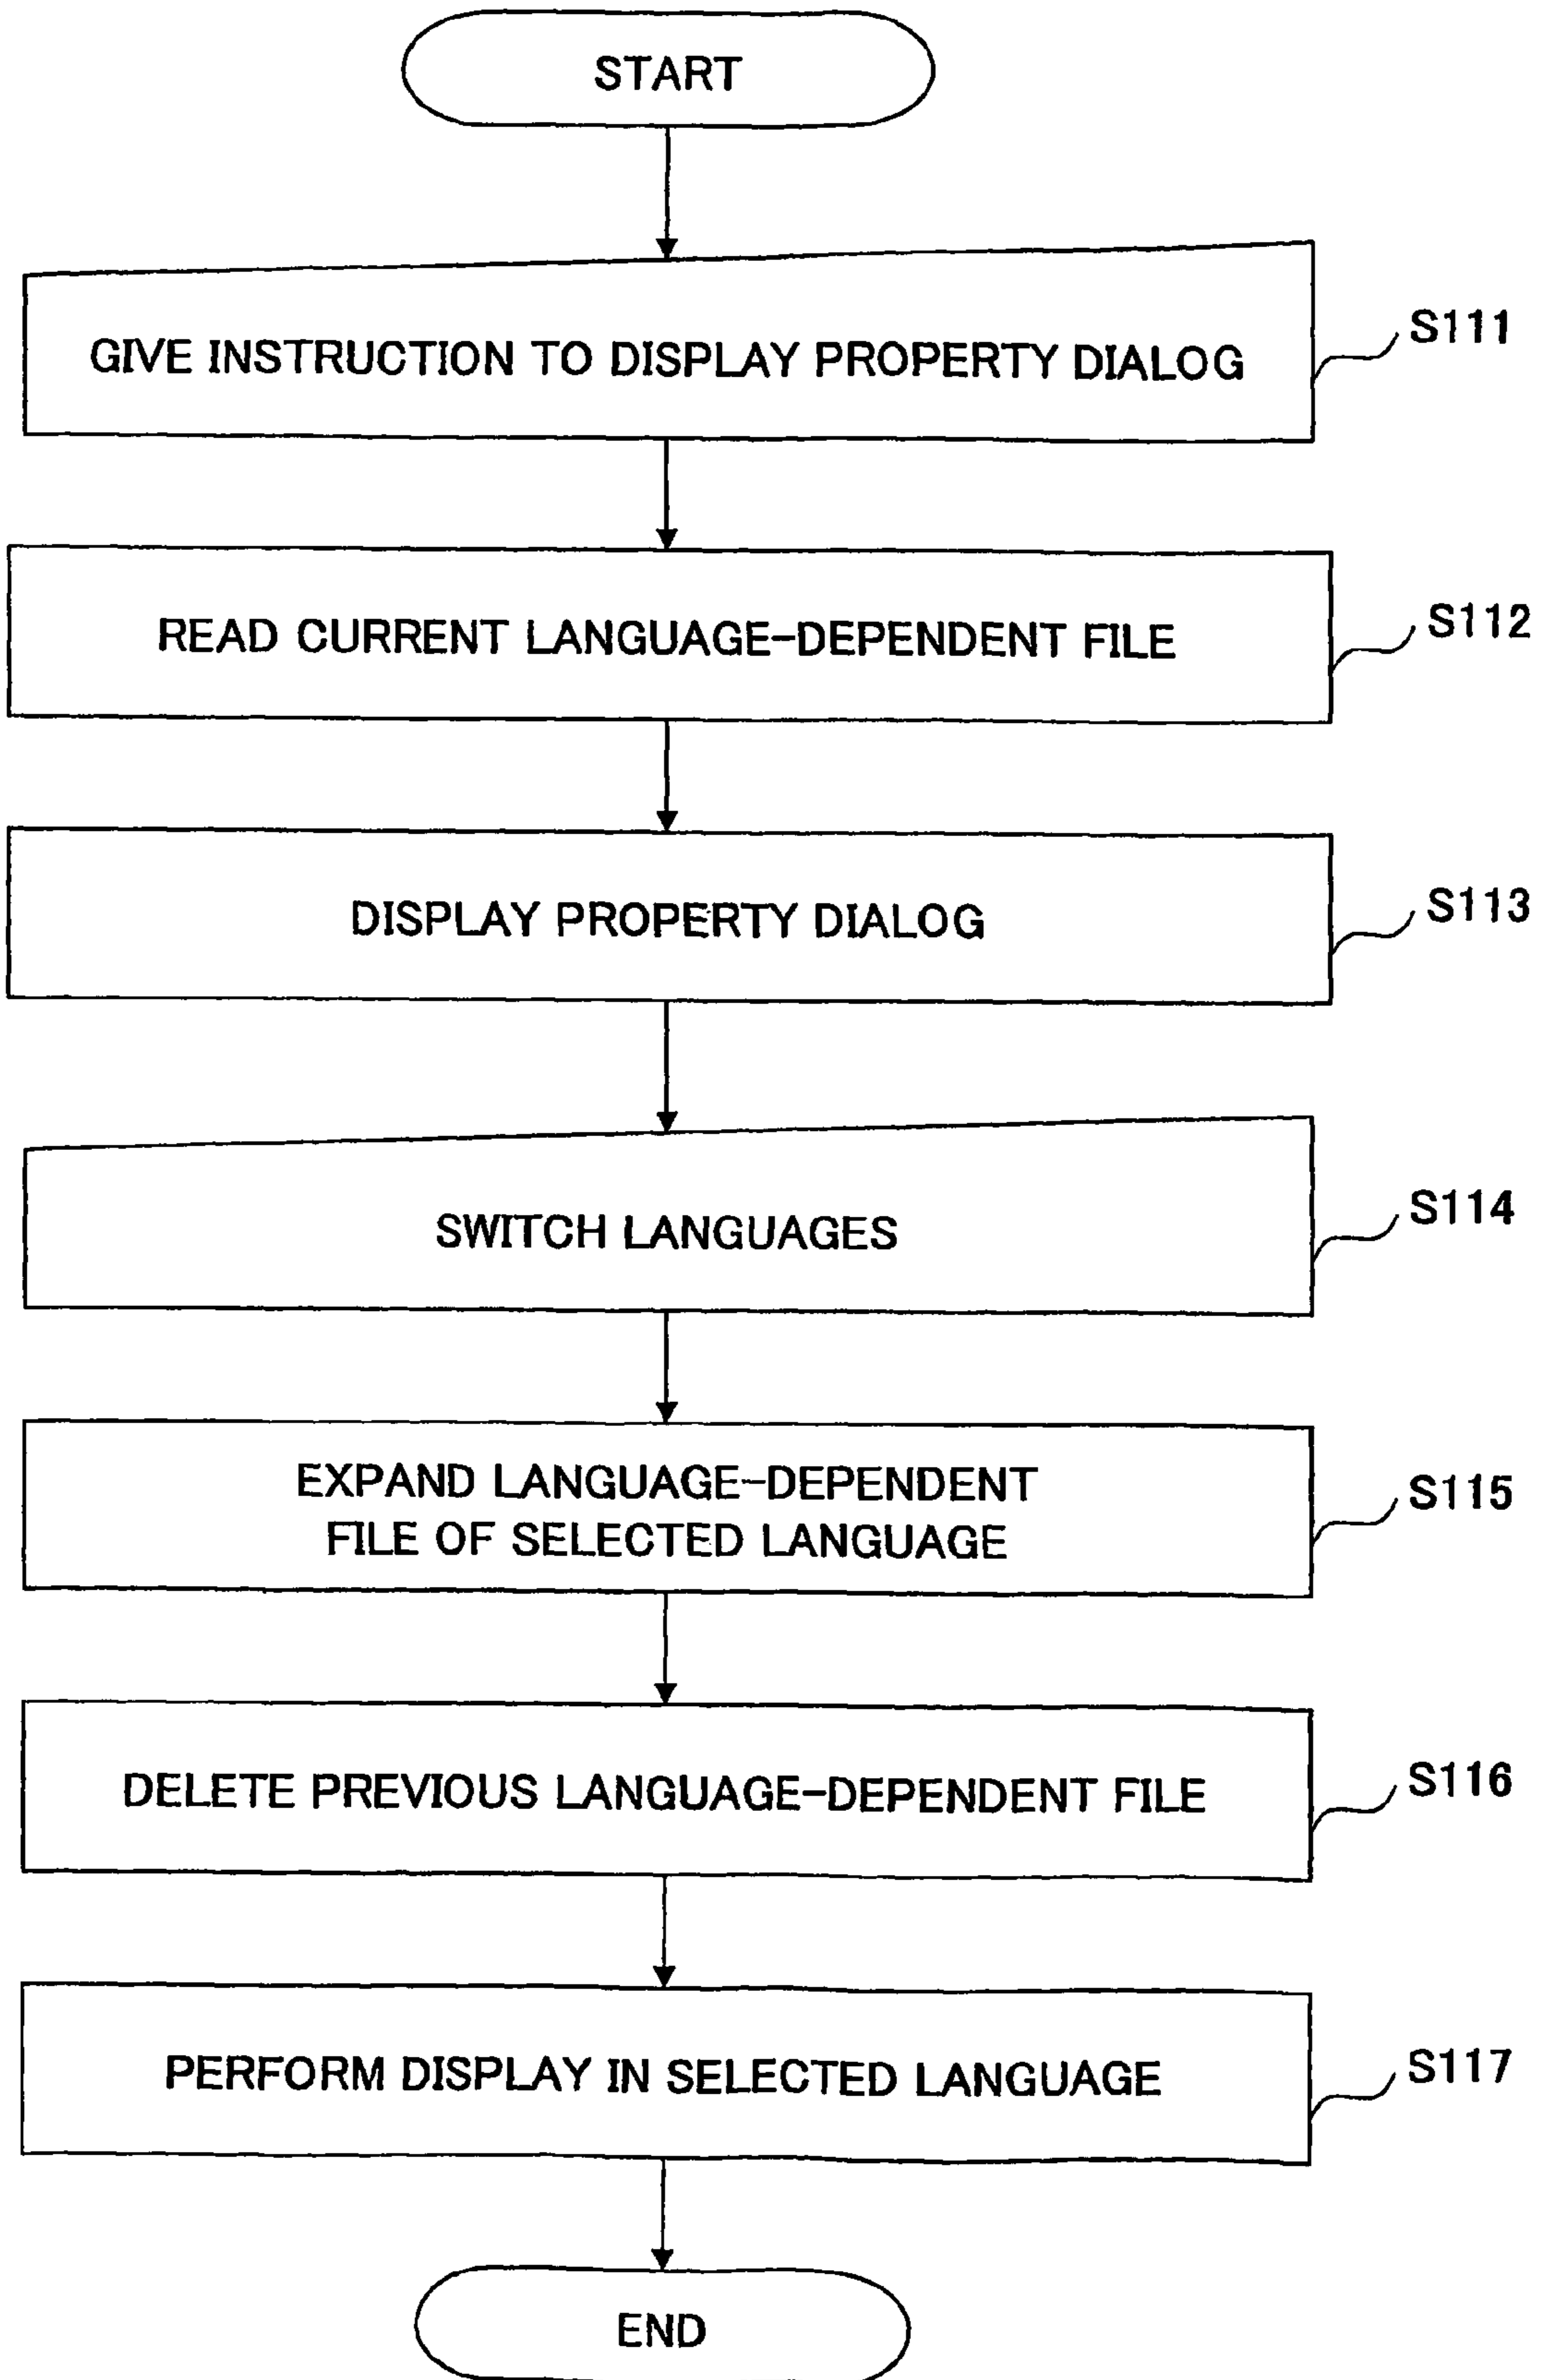 START
GIVE INSTRUCTION TO DISPLAY PROPERTY DIALOG
S111
READ CURRENT LANGUAGE-DEPENDENT FILE
S112
DISPLAY PROPERTY DIALOG
S113
SWITCH LANGUAGES
S114
EXPAND LANGUAGE-DEPENDENT
FILE OF SELECTED LANGUAGE
S115
DELETE PREVIOUS LANGUAGE-DEPENDENT FILE
S116
PERFORM DISPLAY IN SELECTED LANGUAGE
S117
END